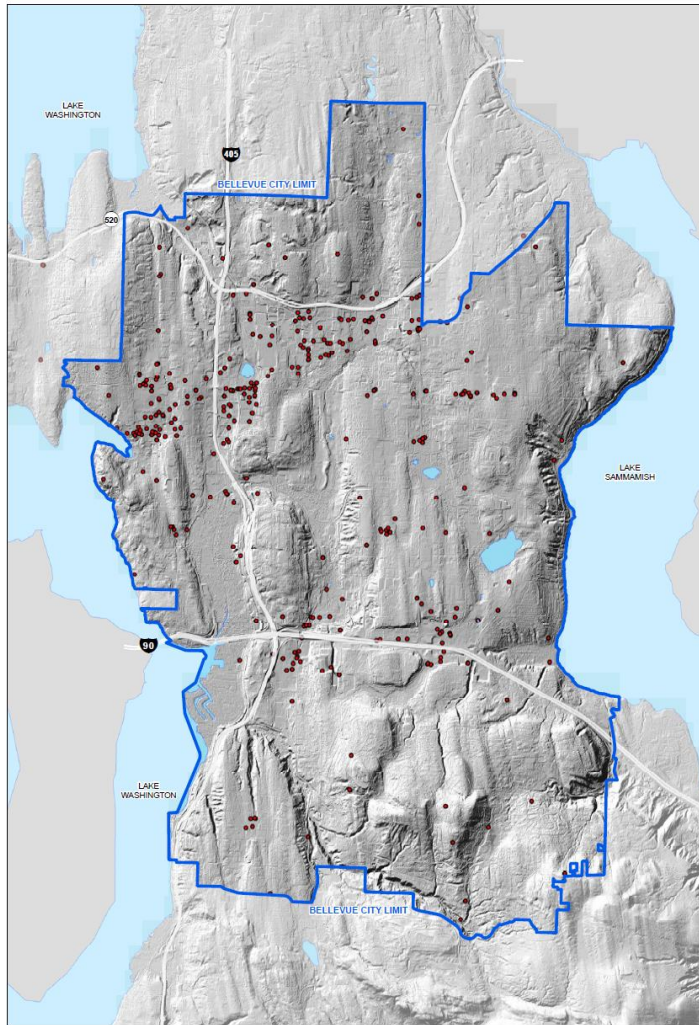 LAKE
WASHINGTON
405
BELLEVUE CITY LIMIT
520
LAKE
SAMMAMISH
90
LAKE
WASHINGTON
BELLEVUE CITY LIMIT